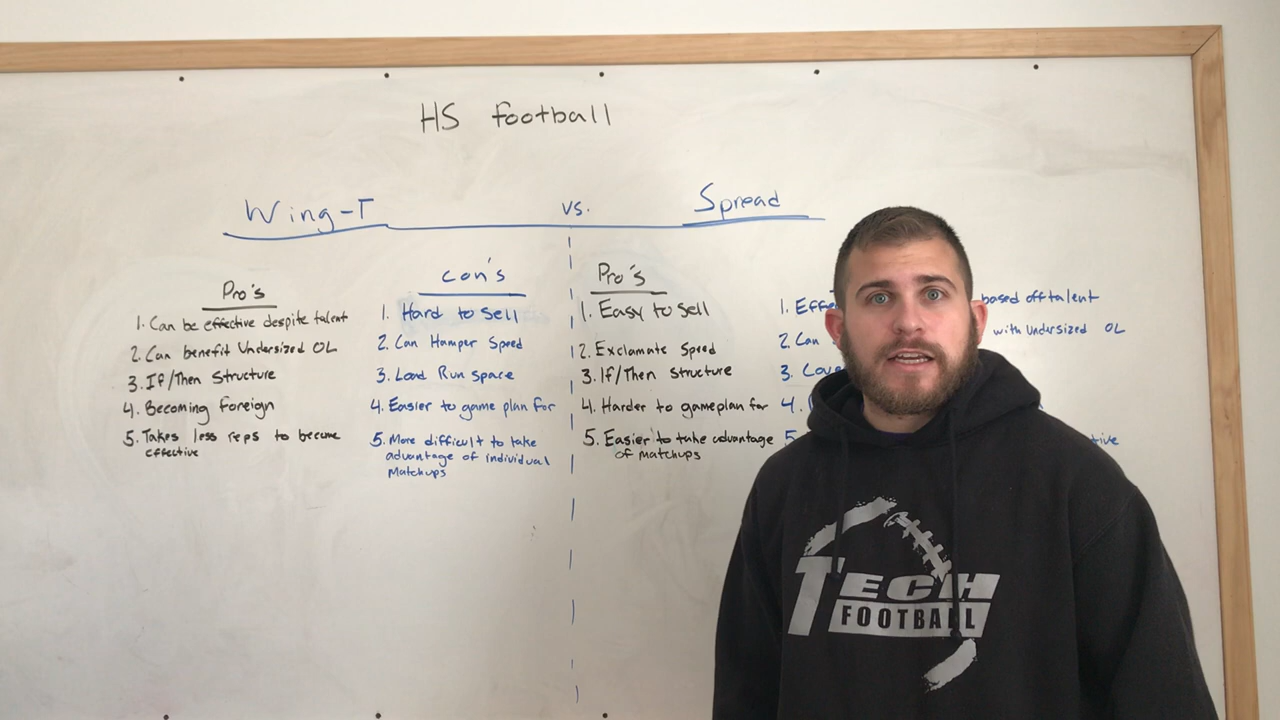 HS football
Wing-T vs. Spread
Pro's
1. Can be effective despite talent
2. Can benefit Undersized OL
3. If/Then Structure
4. Becoming foreign
5. Takes less reps to become
effective
Con's
1. Hard to Sell
2. Can Hamper Speed
3. Load Run space
4. Easier to game plan for
5. More difficult to take
advantage of individual
Matchups
Pro's
1. Easy to Sell
2. Exclamate Speed
3. If/Then Structure
4. Harder to gameplan for
5. Easier to take advantage
of matchups
1. based off talent
2. Can with Undersized OL
3.
4.
5.
TECH
FOOTBALL